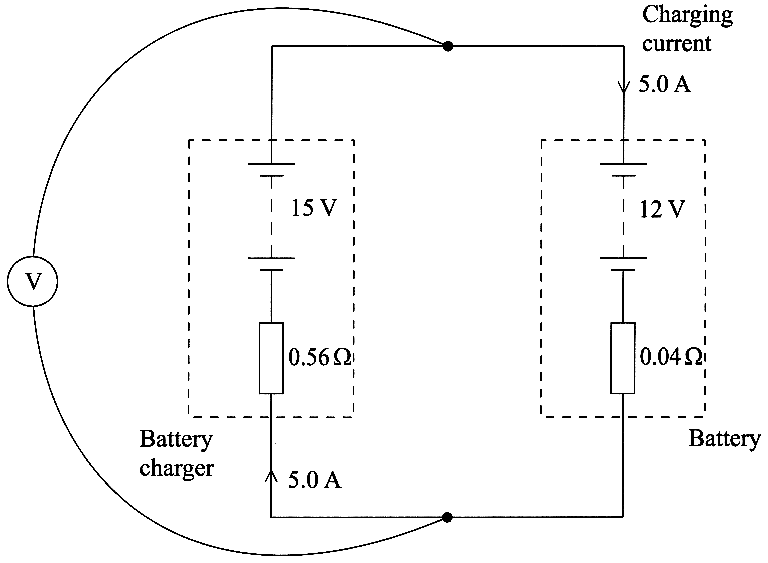 Charging
current
5.0 A
15 V
12 V
V
0.56 Ω
0.04 Ω
Battery
charger
Battery
5.0 A